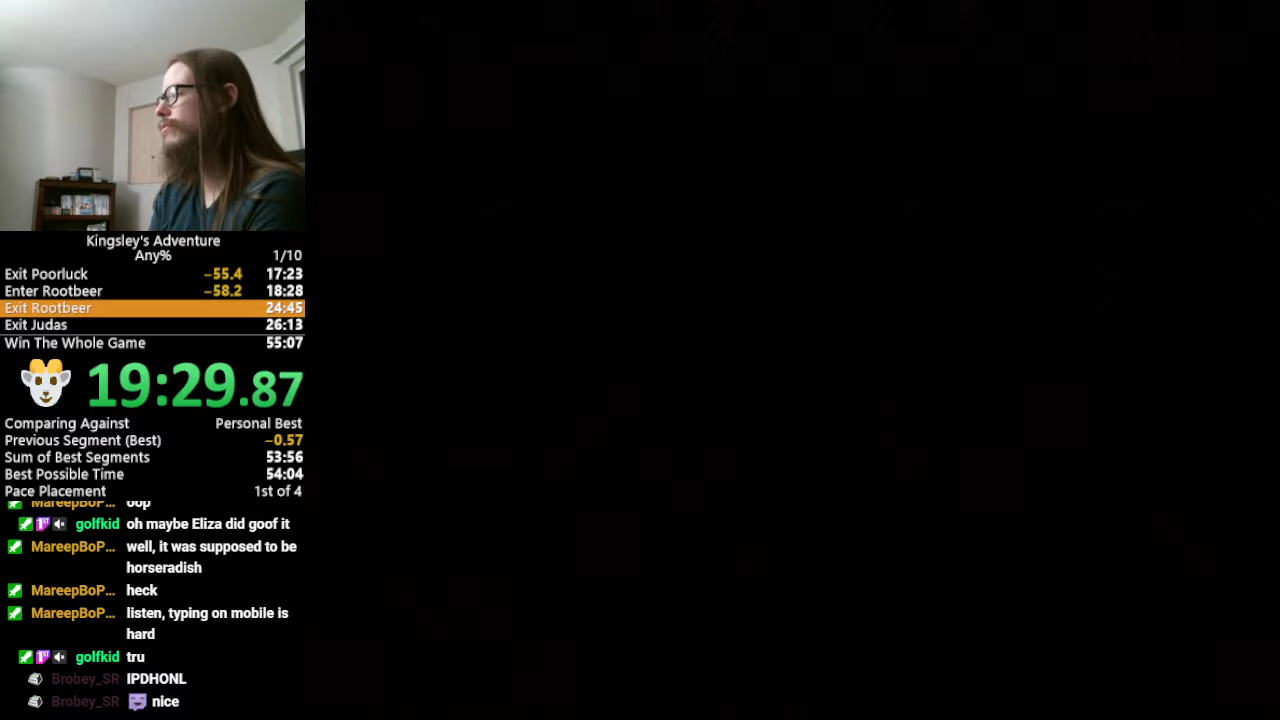 Kingsley's Adventure
Any% 1/10
Exit Poorluck −55.4 17:23
Enter Rootbeer −58.2 18:28
Exit Rootbeer 24:45
Exit Judas 26:13
Win The Whole Game 55:07
19:29.87
Comparing Against Personal Best
Previous Segment (Best) −0.57
Sum of Best Segments 53:56
Best Possible Time 54:04
Pace Placement 1st of 4
MareepBoP... oop
golfkid oh maybe Eliza did goof it
MareepBoP... well, it was supposed to be
horseradish
MareepBoP... heck
MareepBoP... listen, typing on mobile is
hard
golfkid tru
Brobey_SR IPDHONL
Brobey_SR nice